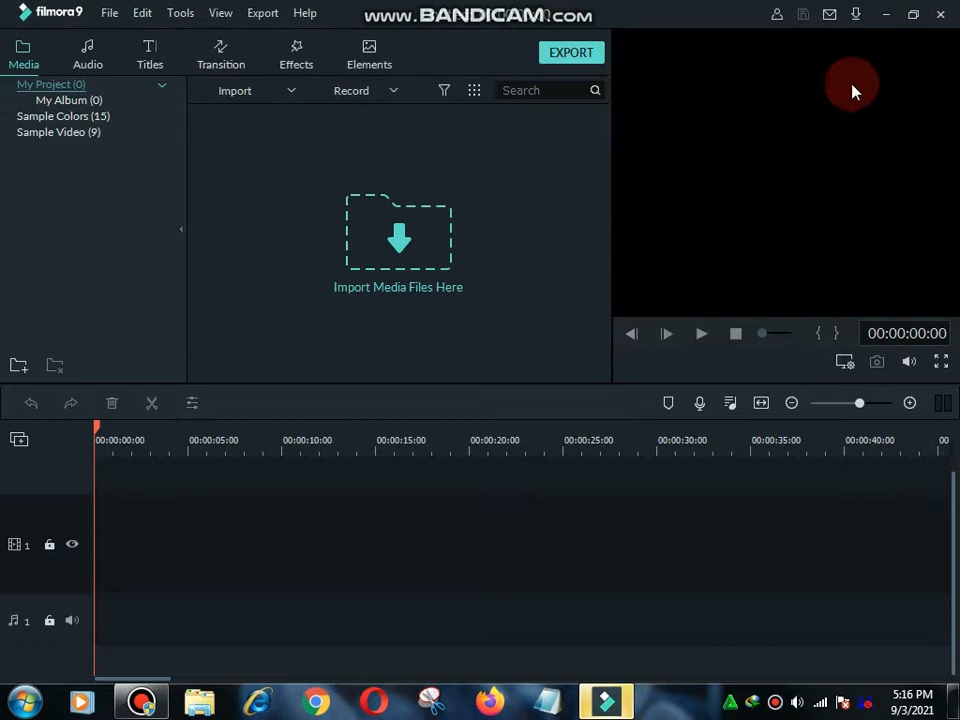 filmora9 File Edit Tools View Export Help
www.BANDICAM.com
Media Audio Titles Transition Effects Elements EXPORT
My Project (0) Import Record Search
My Album (0)
Sample Colors (15)
Sample Video (9)
Import Media Files Here
{ } 00:00:00:00
00:00:00:00 00:00:05:00 00:00:10:00 00:00:15:00 00:00:20:00 00:00:25:00 00:00:30:00 00:00:35:00 00:00:40:00 00
1
1
5:16 PM
9/3/2021